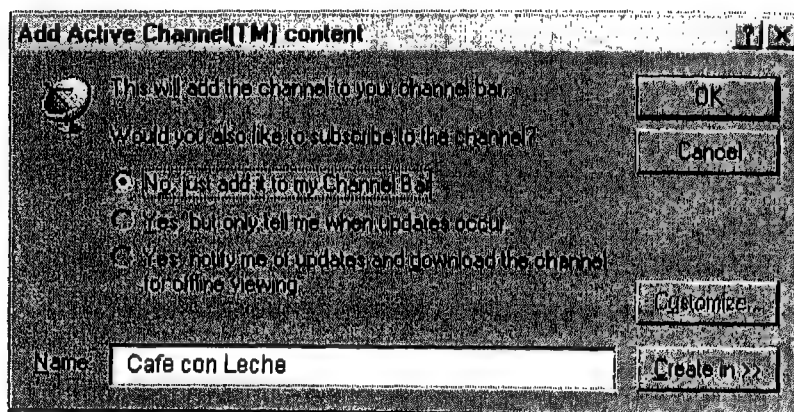 Add Active Channel(TM) content
This will add the channel to your channel bar.
OK
Would you also like to subscribe to the channel?
Cancel
No, just add it to my Channel Bar
Yes, but only tell me when updates occur
Yes, notify me of updates and download the channel
for offline viewing
Customize...
Name:
Cafe con Leche
Create in >>